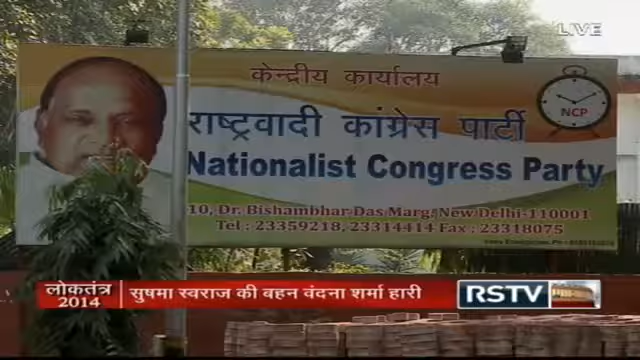 LIVE
केन्द्रीय कार्यालय
NCP
राष्ट्रवादी कांग्रेस पार्टी
Nationalist Congress Party
10, Dr. Bishambhar Das Marg, New Delhi-110001
Tel : 23359218, 23314414 Fax : 23318075
लोकतंत्र
2014
सुषमा स्वराज की बहन वंदना शर्मा हारी
RSTV